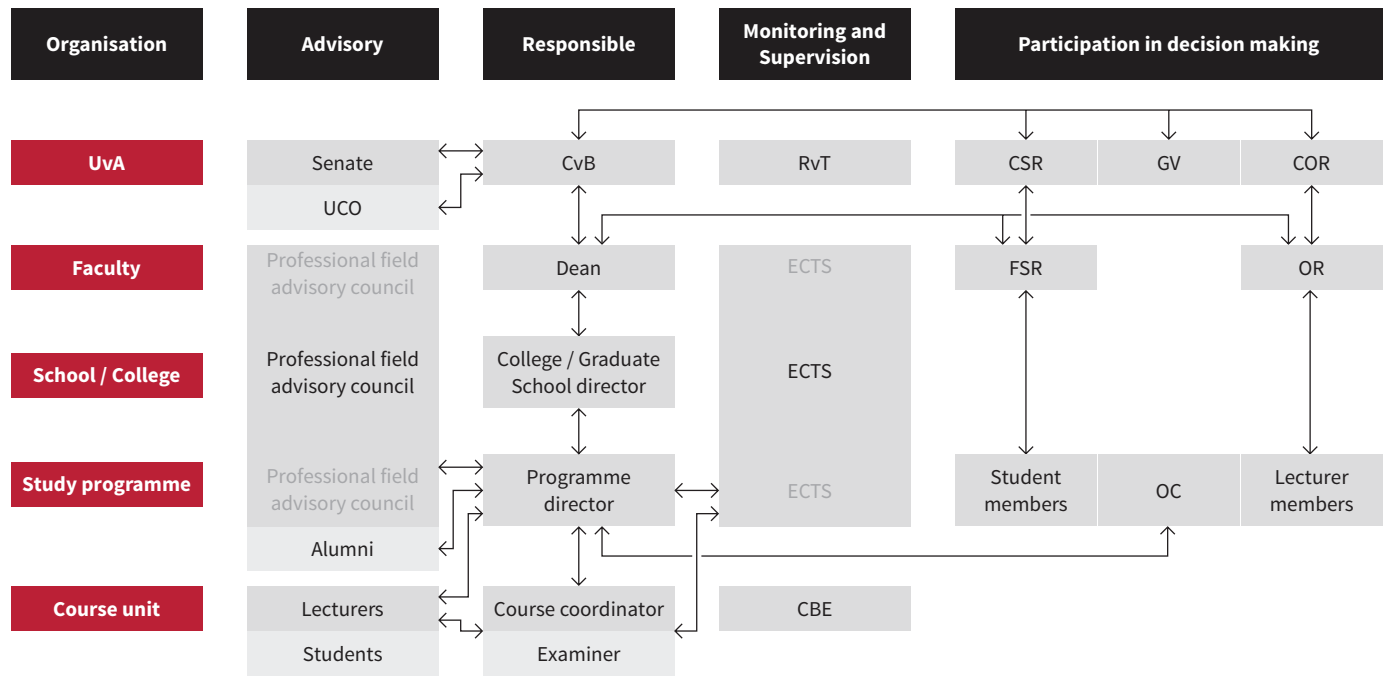 Organisation
Advisory
Responsible
Monitoring and
Supervision
Participation in decision making
UvA
Senate
CvB
RvT
CSR
GV
COR
UCO
Faculty
Professional field
advisory council
Dean
ECTS
FSR
OR
School / College
Professional field
advisory council
College / Graduate
School director
ECTS
Study programme
Professional field
advisory council
Programme
director
ECTS
Student
members
OC
Lecturer
members
Alumni
Course unit
Lecturers
Course coordinator
CBE
Students
Examiner